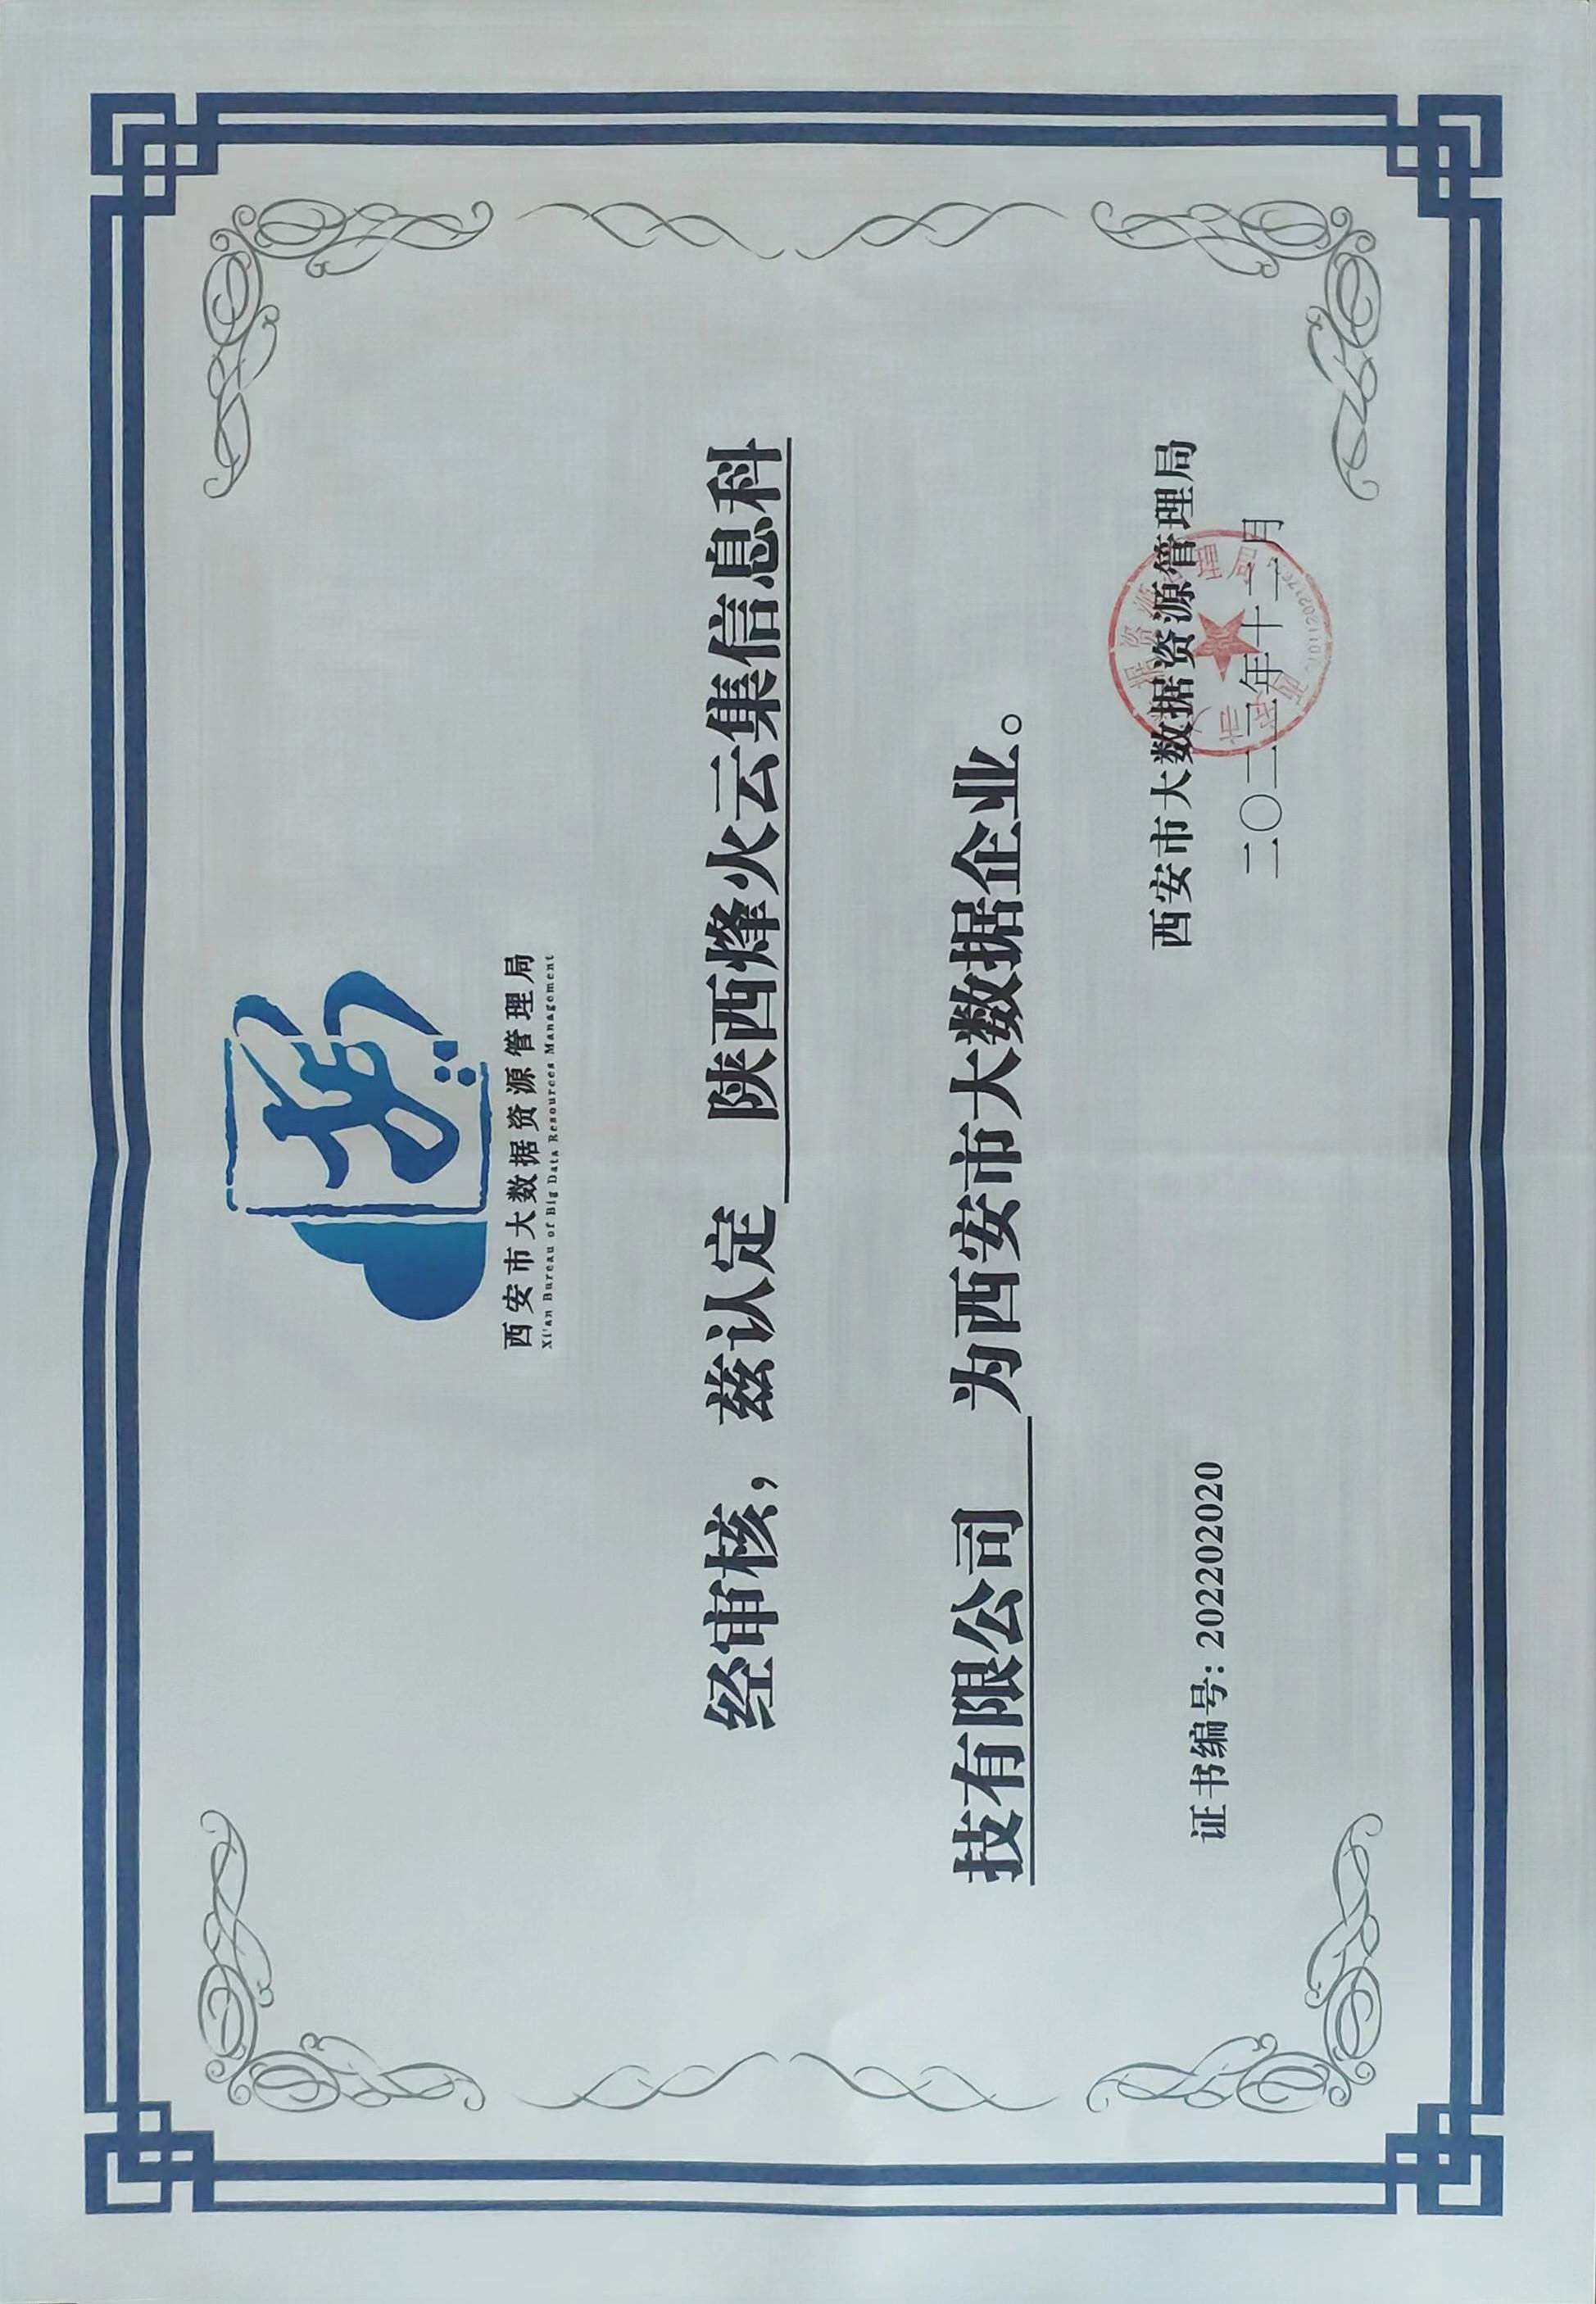 西安市大数据资源管理局
Xi'an Bureau of Big Data Resources Management
经审核，兹认定 陕西烽火云集信息科
技有限公司 为西安市大数据企业。
证书编号：202202020
西安市大数据资源管理局
二〇二二年十二月